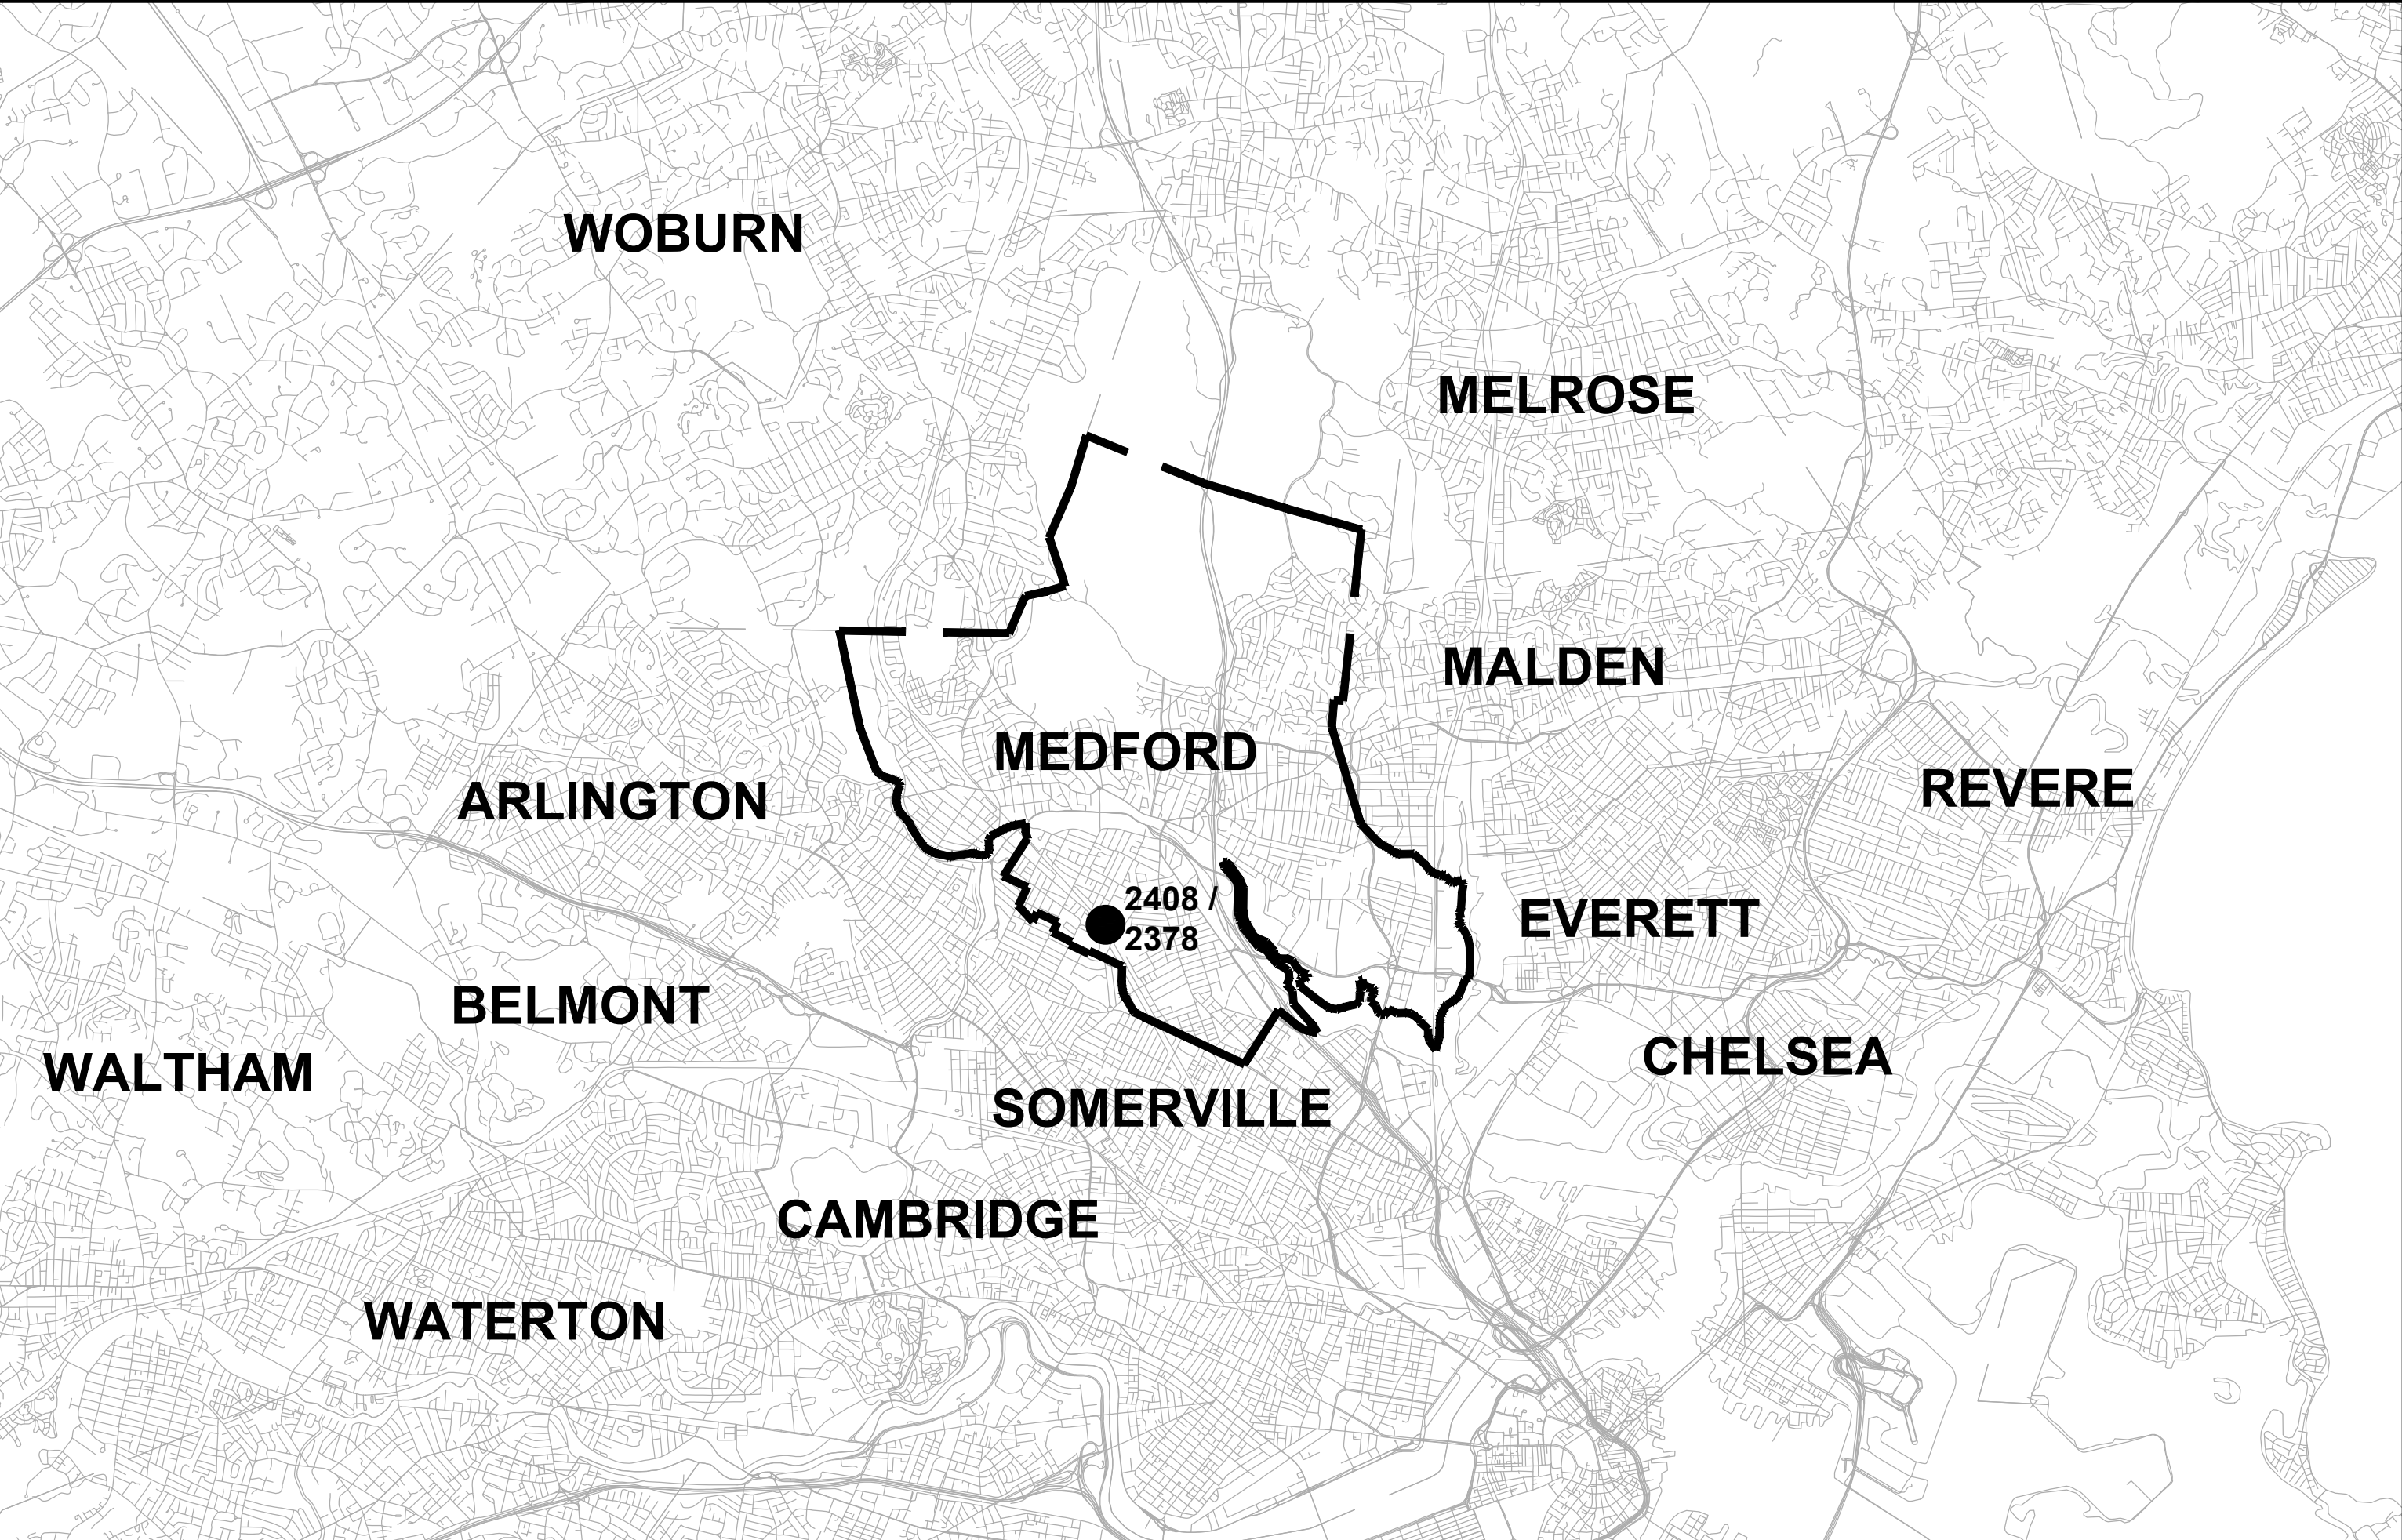 WOBURN
MELROSE
MALDEN
MEDFORD
REVERE
ARLINGTON
2408 /
2378
EVERETT
BELMONT
CHELSEA
WALTHAM
SOMERVILLE
CAMBRIDGE
WATERTON